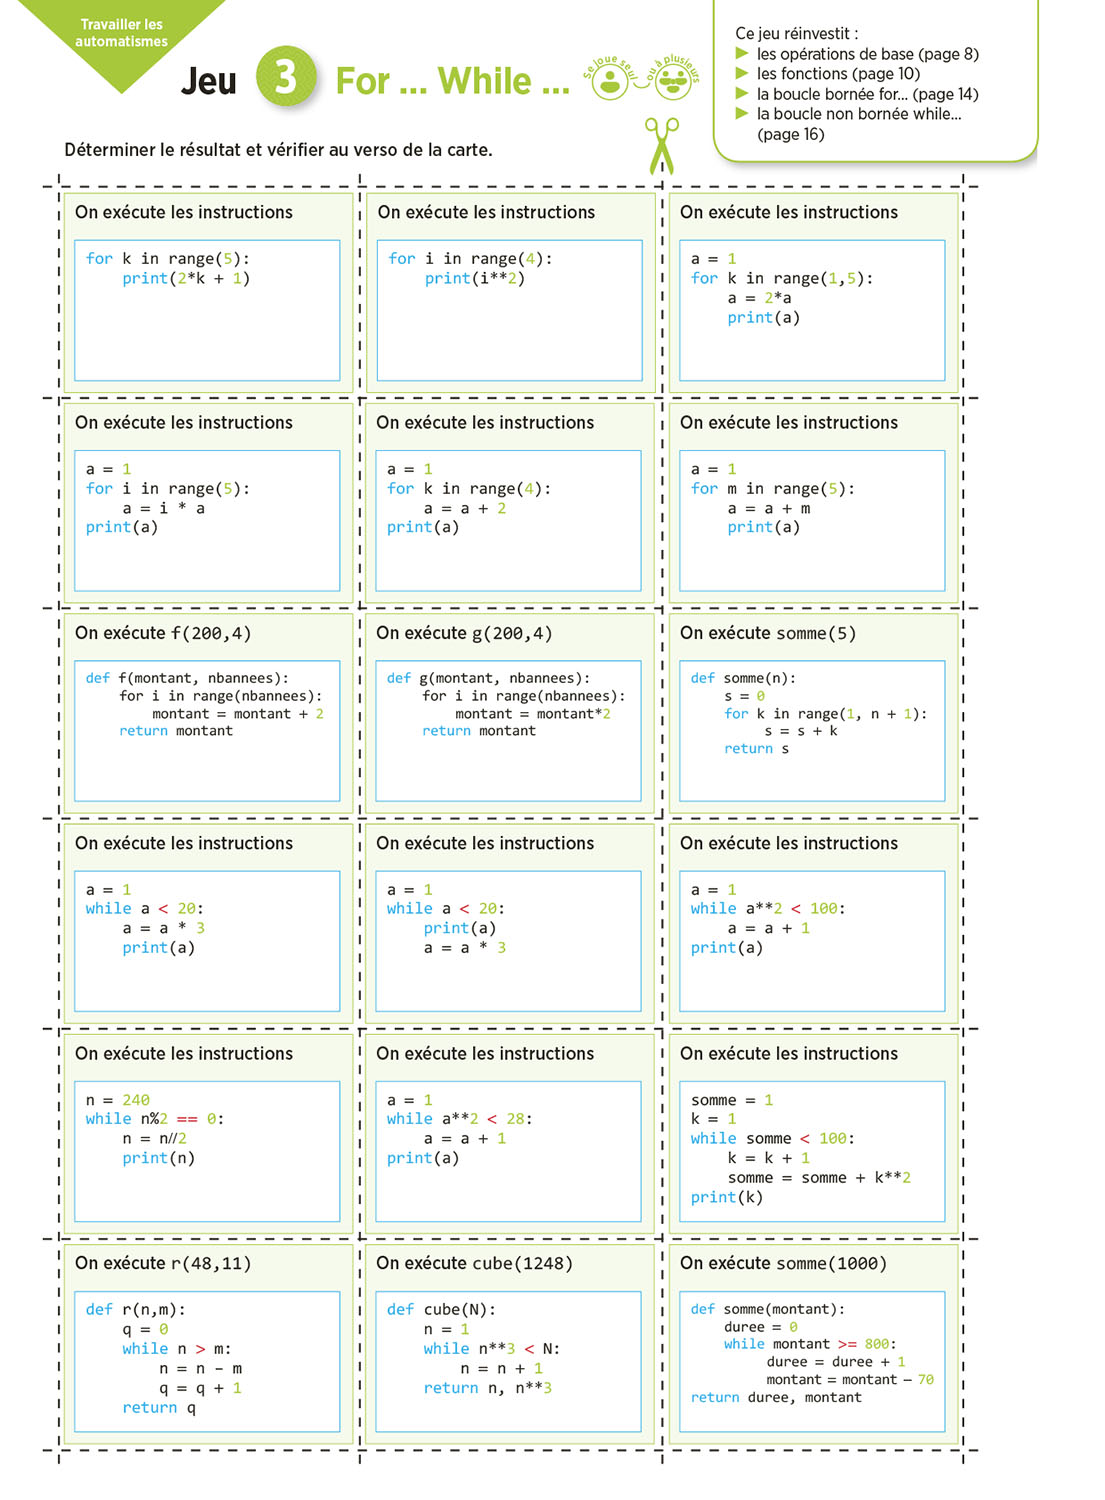 Travailler les
automatismes
Jeu 3 For ... While ...
Se joue seul
ou à plusieurs
Ce jeu réinvestit :
les opérations de base (page 8)
les fonctions (page 10)
la boucle bornée for... (page 14)
la boucle non bornée while...
(page 16)
Déterminer le résultat et vérifier au verso de la carte.
On exécute les instructions
for k in range(5):
    print(2*k + 1)
On exécute les instructions
for i in range(4):
    print(i**2)
On exécute les instructions
a = 1
for k in range(1,5):
    a = 2*a
    print(a)
On exécute les instructions
a = 1
for i in range(5):
    a = i * a
print(a)
On exécute les instructions
a = 1
for k in range(4):
    a = a + 2
print(a)
On exécute les instructions
a = 1
for m in range(5):
    a = a + m
    print(a)
On exécute f(200,4)
def f(montant, nbannees):
    for i in range(nbannees):
        montant = montant + 2
    return montant
On exécute g(200,4)
def g(montant, nbannees):
    for i in range(nbannees):
        montant = montant*2
    return montant
On exécute somme(5)
def somme(n):
    s = 0
    for k in range(1, n + 1):
        s = s + k
    return s
On exécute les instructions
a = 1
while a < 20:
    a = a * 3
    print(a)
On exécute les instructions
a = 1
while a < 20:
    print(a)
    a = a * 3
On exécute les instructions
a = 1
while a**2 < 100:
    a = a + 1
print(a)
On exécute les instructions
n = 240
while n%2 == 0:
    n = n//2
    print(n)
On exécute les instructions
a = 1
while a**2 < 28:
    a = a + 1
print(a)
On exécute les instructions
somme = 1
k = 1
while somme < 100:
    k = k + 1
    somme = somme + k**2
print(k)
On exécute r(48,11)
def r(n,m):
    q = 0
    while n > m:
        n = n - m
        q = q + 1
    return q
On exécute cube(1248)
def cube(N):
    n = 1
    while n**3 < N:
        n = n + 1
    return n, n**3
On exécute somme(1000)
def somme(montant):
    duree = 0
    while montant >= 800:
        duree = duree + 1
        montant = montant – 70
return duree, montant